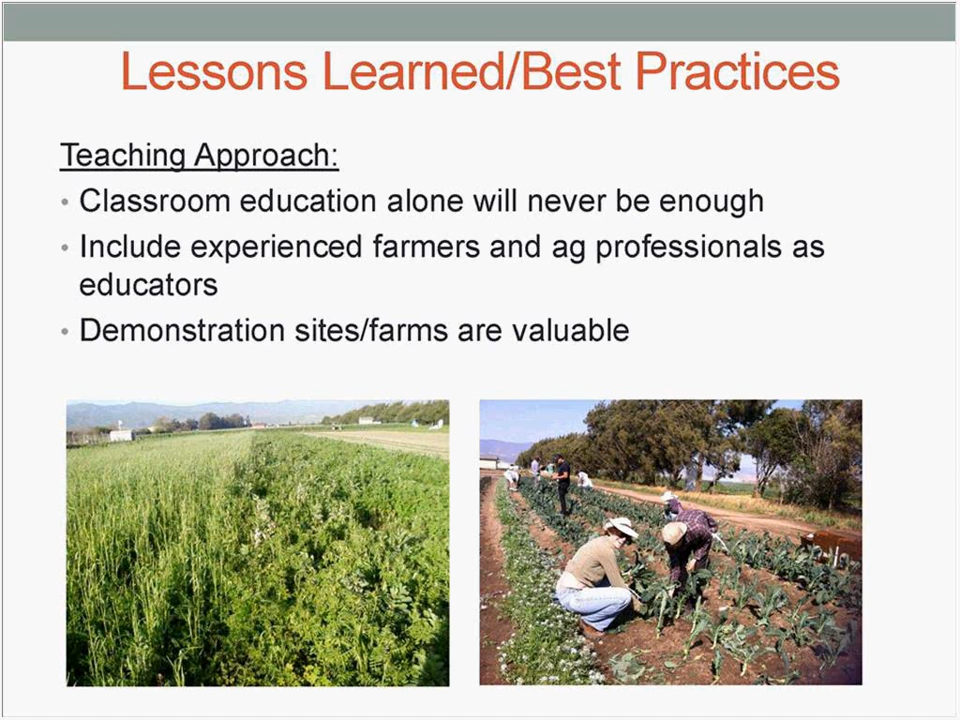 Lessons Learned/Best Practices
Teaching Approach:
• Classroom education alone will never be enough
• Include experienced farmers and ag professionals as
educators
• Demonstration sites/farms are valuable